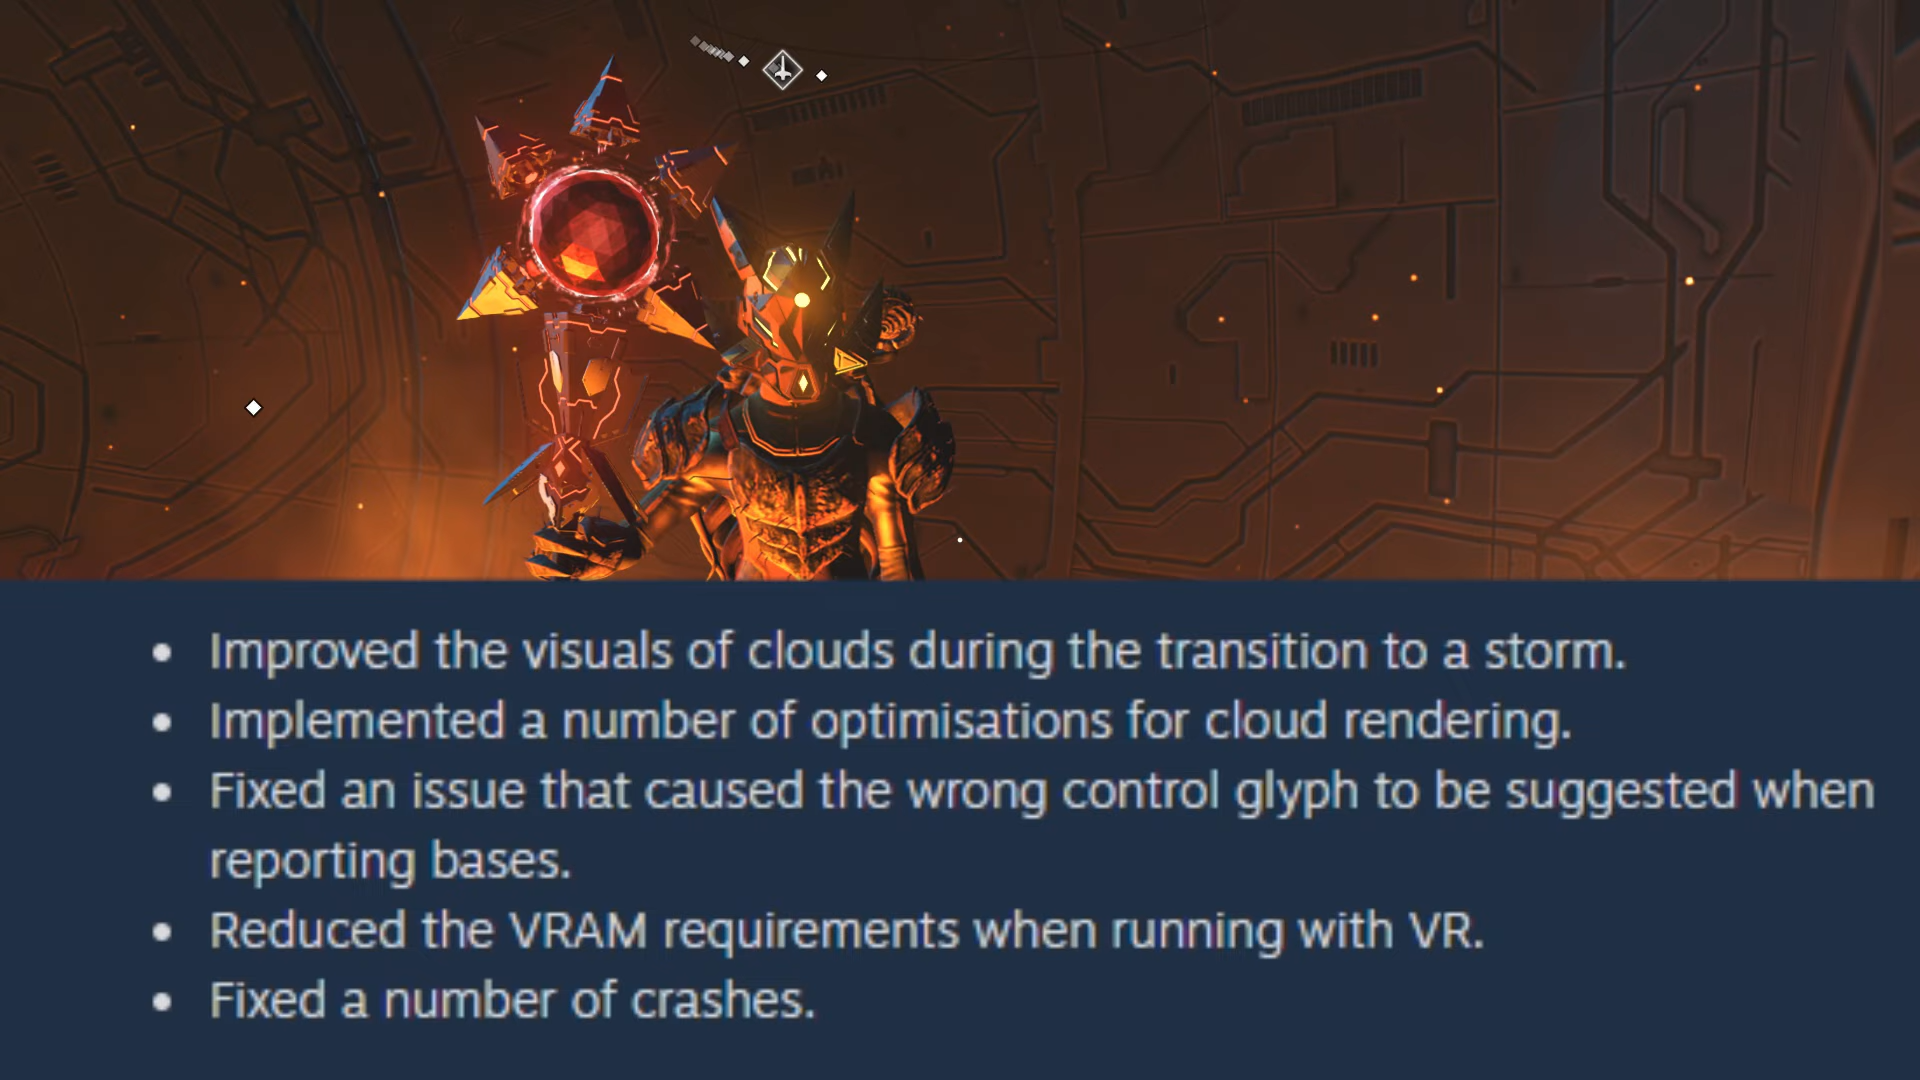 Improved the visuals of clouds during the transition to a storm.
Implemented a number of optimisations for cloud rendering.
Fixed an issue that caused the wrong control glyph to be suggested when
reporting bases.
Reduced the VRAM requirements when running with VR.
Fixed a number of crashes.